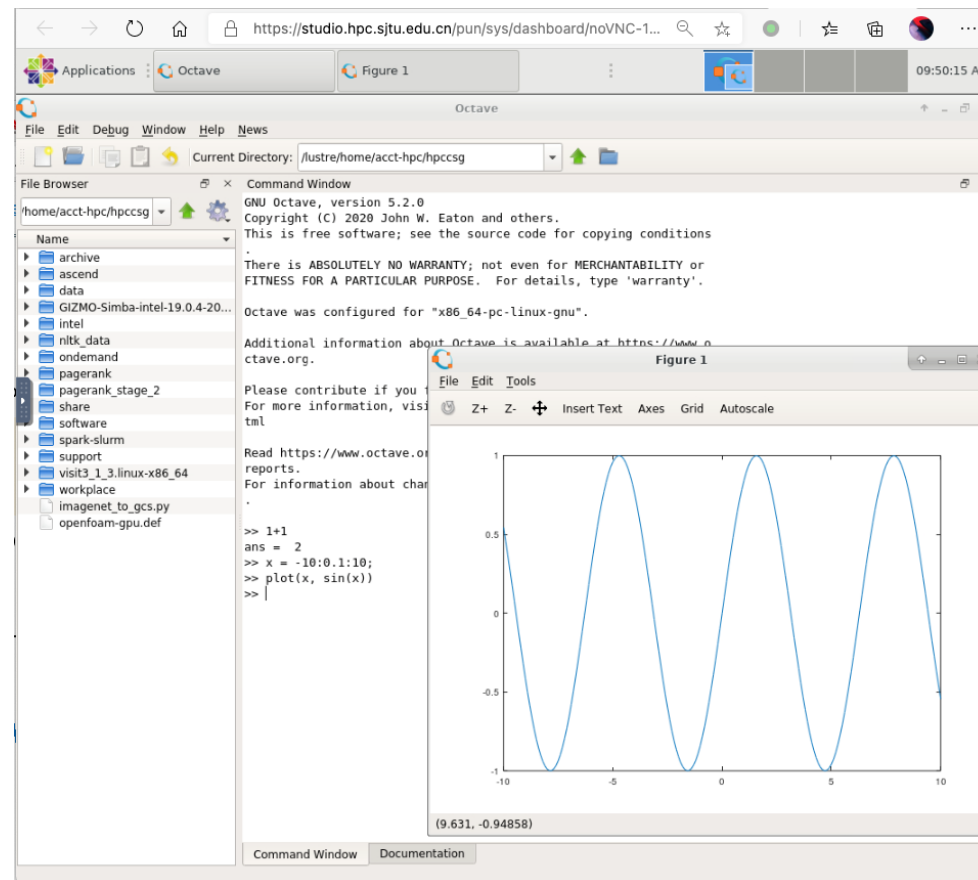 https://studio.hpc.sjtu.edu.cn/pun/sys/dashboard/noVNC-1...
Applications
Octave
Figure 1
09:50:15 A
Octave
File Edit Debug Window Help News
Current Directory: /lustre/home/acct-hpc/hpccsg
File Browser
/home/acct-hpc/hpccsg
Name
archive
ascend
data
GIZMO-Simba-intel-19.0.4-20...
intel
nltk_data
ondemand
pagerank
pagerank_stage_2
share
software
spark-slurm
support
visit3_1_3.linux-x86_64
workplace
imagenet_to_gcs.py
openfoam-gpu.def
Command Window
GNU Octave, version 5.2.0
Copyright (C) 2020 John W. Eaton and others.
This is free software; see the source code for copying conditions
.
There is ABSOLUTELY NO WARRANTY; not even for MERCHANTABILITY or
FITNESS FOR A PARTICULAR PURPOSE.  For details, type 'warranty'.
Octave was configured for "x86_64-pc-linux-gnu".
Additional information about Octave is available at https://www.o
ctave.org.
Please contribute if you
For more information, visi
tml
Read https://www.octave.or
reports.
For information about chan
.
>> 1+1
ans =  2
>> x = -10:0.1:10;
>> plot(x, sin(x))
>>
Figure 1
File Edit Tools
Z+ Z- Insert Text Axes Grid Autoscale
1
0.5
0
-0.5
-1
-10 -5 0 5 10
(9.631, -0.94858)
Command Window Documentation